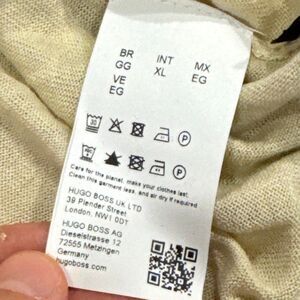 BR INT MX
GG XL EG
VE
EG
30 P
P
Care for the planet, make your clothes last.
Clean this garment less, and air dry if required
HUGO BOSS UK LTD
39 Plender Street
London, NW1 0DT
HUGO BOSS AG
Dieselstrasse 12
72555 Metzingen
Germany
hugoboss.com